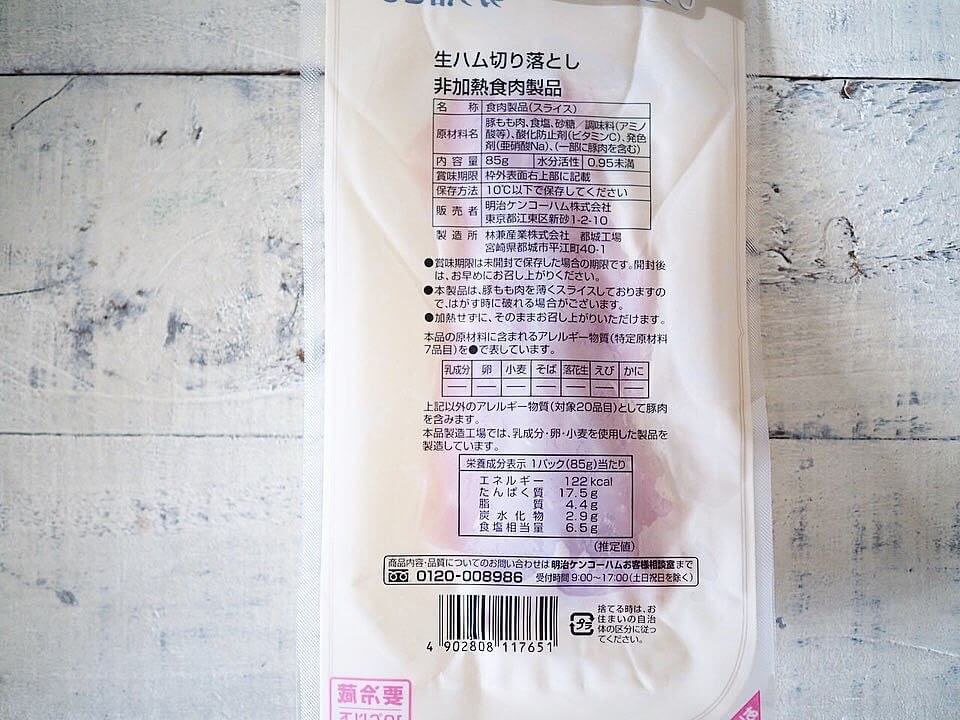 生ハム切り落とし
非加熱食肉製品
名　称 食肉製品(スライス)
原材料名 豚もも肉、食塩、砂糖／調味料(アミノ
酸等)、酸化防止剤(ビタミンC)、発色
剤(亜硝酸Na)、(一部に豚肉を含む)
内容量 85g 水分活性 0.95未満
賞味期限 枠外表面右上部に記載
保存方法 10℃以下で保存してください
販売者 明治ケンコーハム株式会社
東京都江東区新砂1-2-10
製造所 林兼産業株式会社　都城工場
宮崎県都城市平江町40-1
●賞味期限は未開封で保存した場合の期限です。開封後
は、お早めにお召し上がりください。
●本製品は、豚もも肉を薄くスライスしておりますの
で、はがす時に破れる場合がございます。
●加熱せずに、そのままお召し上がりいただけます。
本品の原材料に含まれるアレルギー物質(特定原材料
7品目)を●で表しています。
乳成分 卵 小麦 そば 落花生 えび かに
― ― ― ― ― ― ―
上記以外のアレルギー物質(対象20品目)として豚肉
を含みます。
本品製造工場では、乳成分・卵・小麦を使用した製品を
製造しています。
栄養成分表示 1パック(85g)当たり
エネルギー 122kcal
たんぱく質 17.5g
脂質 4.4g
炭水化物 2.9g
食塩相当量 6.5g
(推定値)
商品内容・品質についてのお問い合わせは 明治ケンコーハムお客様相談室まで
0120-008986 受付時間 9:00〜17:00(土日祝日を除く)
4 902808 117651
プラ
捨てる時は、お
住まいの自治
体の区分に従っ
てください。
要冷蔵
10℃以下